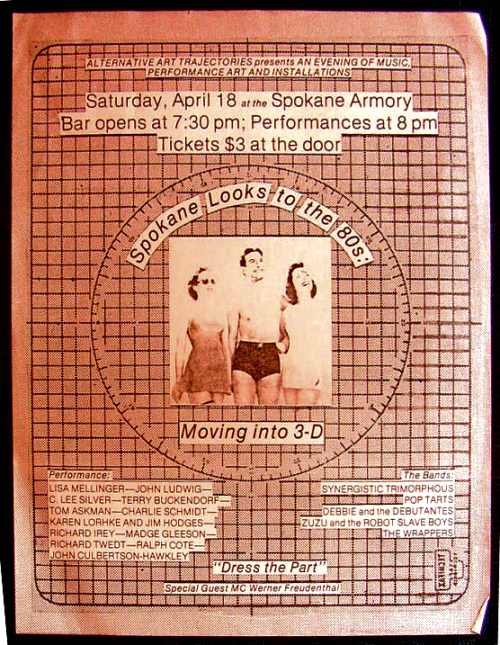 ALTERNATIVE ART TRAJECTORIES presents AN EVENING OF MUSIC,
PERFORMANCE ART AND INSTALLATIONS
Saturday, April 18 at the Spokane Armory
Bar opens at 7:30 pm; Performances at 8 pm
Tickets $3 at the door
Spokane Looks to the '80s:
Moving into 3-D
Performance:
LISA MELLINGER—JOHN LUDWIG—
C. LEE SILVER—TERRY BUCKENDORF—
TOM ASKMAN—CHARLIE SCHMIDT—
KAREN LORHKE AND JIM HODGES—
RICHARD IREY—MADGE GLEESON—
RICHARD TWEDT—RALPH COTE—
JOHN CULBERTSON-HAWKLEY
The Bands:
SYNERGISTIC TRIMORPHOUS
POP TARTS
DEBBIE and the DEBUTANTES
ZUZU and the ROBOT SLAVE BOYS
THE WRAPPERS
"Dress the Part"
Special Guest MC Werner Freudenthal